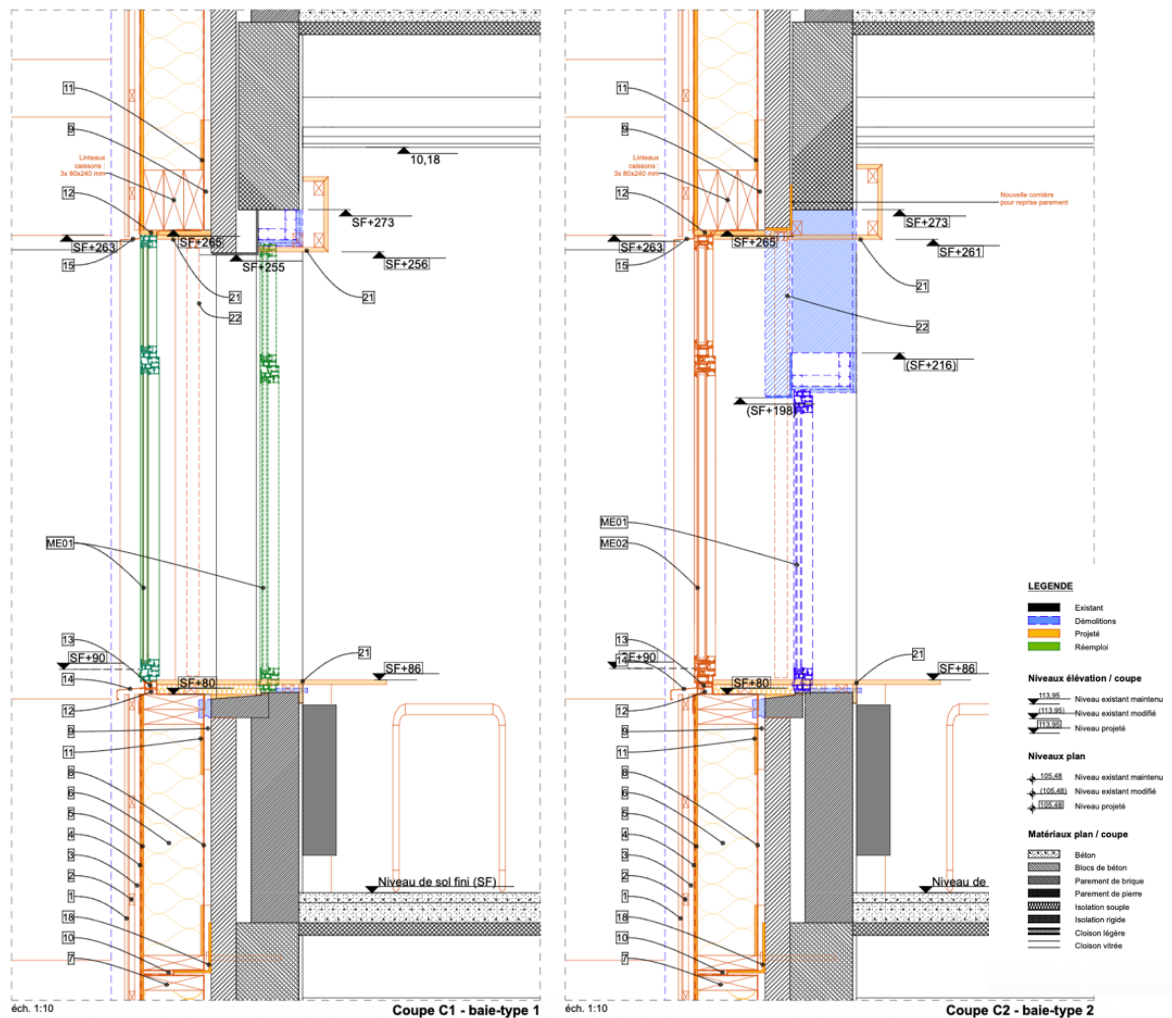 11
9
Linteaux
caissons :
3x 80x240 mm
12
SF+263
SF+265
15
10,18
SF+273
SF+256
SF+255
21
21
22
ME01
13
SF+90
14
12
SF+80
21
SF+86
9
11
8
6
5
4
3
2
1
18
10
7
Niveau de sol fini (SF)
éch. 1:10
Coupe C1 - baie-type 1
11
9
Linteaux
caissons :
3x 80x240 mm
12
SF+263
SF+265
15
Nouvelle cornière
pour reprise parement
SF+273
SF+261
21
22
(SF+216)
(SF+198)
ME01
ME02
13
SF+90
14
12
SF+80
21
SF+86
9
11
8
6
5
4
3
2
1
18
10
7
Niveau de
éch. 1:10
Coupe C2 - baie-type 2
LEGENDE
Existant
Démolitions
Projeté
Réemploi
Niveaux élévation / coupe
113,95 Niveau existant maintenu
(113,95) Niveau existant modifié
113,95 Niveau projeté
Niveaux plan
105,48 Niveau existant maintenu
(105,48) Niveau existant modifié
105,48 Niveau projeté
Matériaux plan / coupe
Béton
Blocs de béton
Parement de brique
Parement de pierre
Isolation souple
Isolation rigide
Cloison légère
Cloison vitrée